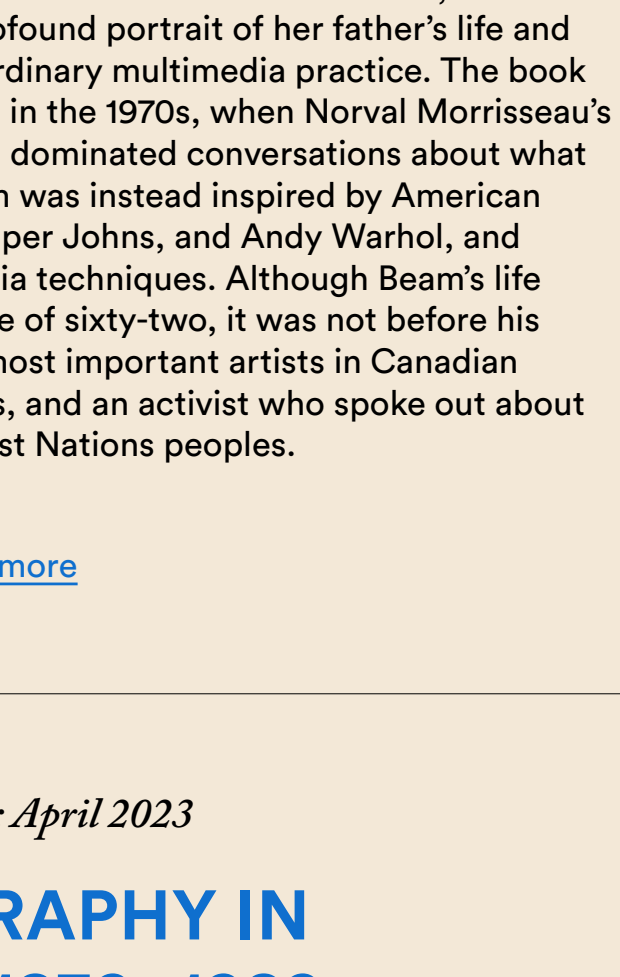 ofound portrait of her father’s life and
rdinary multimedia practice. The book
in the 1970s, when Norval Morrisseau’s
dominated conversations about what
was instead inspired by American
per Johns, and Andy Warhol, and
ia techniques. Although Beam’s life
e of sixty-two, it was not before his
most important artists in Canadian
s, and an activist who spoke out about
st Nations peoples.
more
April 2023
RAPHY IN